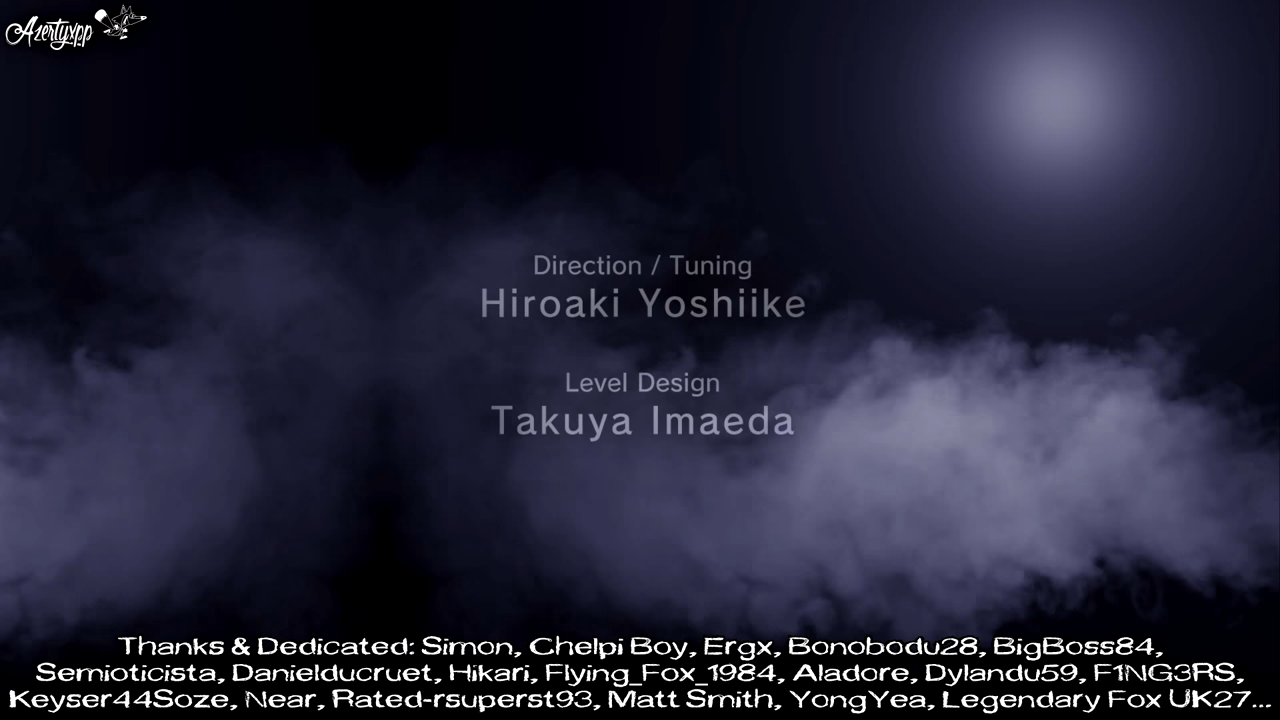 Azertyxpp
Direction / Tuning
Hiroaki Yoshiike
Level Design
Takuya Imaeda
Thanks & Dedicated: Simon, Chelpi Boy, Ergx, Bonobodu28, BigBoss84,
Semioticista, Danielducruet, Hikari, Flying_Fox_1984, Aladore, Dylandu59, F1NG3RS,
Keyser44Soze, Near, Rated-rsuperst93, Matt Smith, YongYea, Legendary Fox UK27...